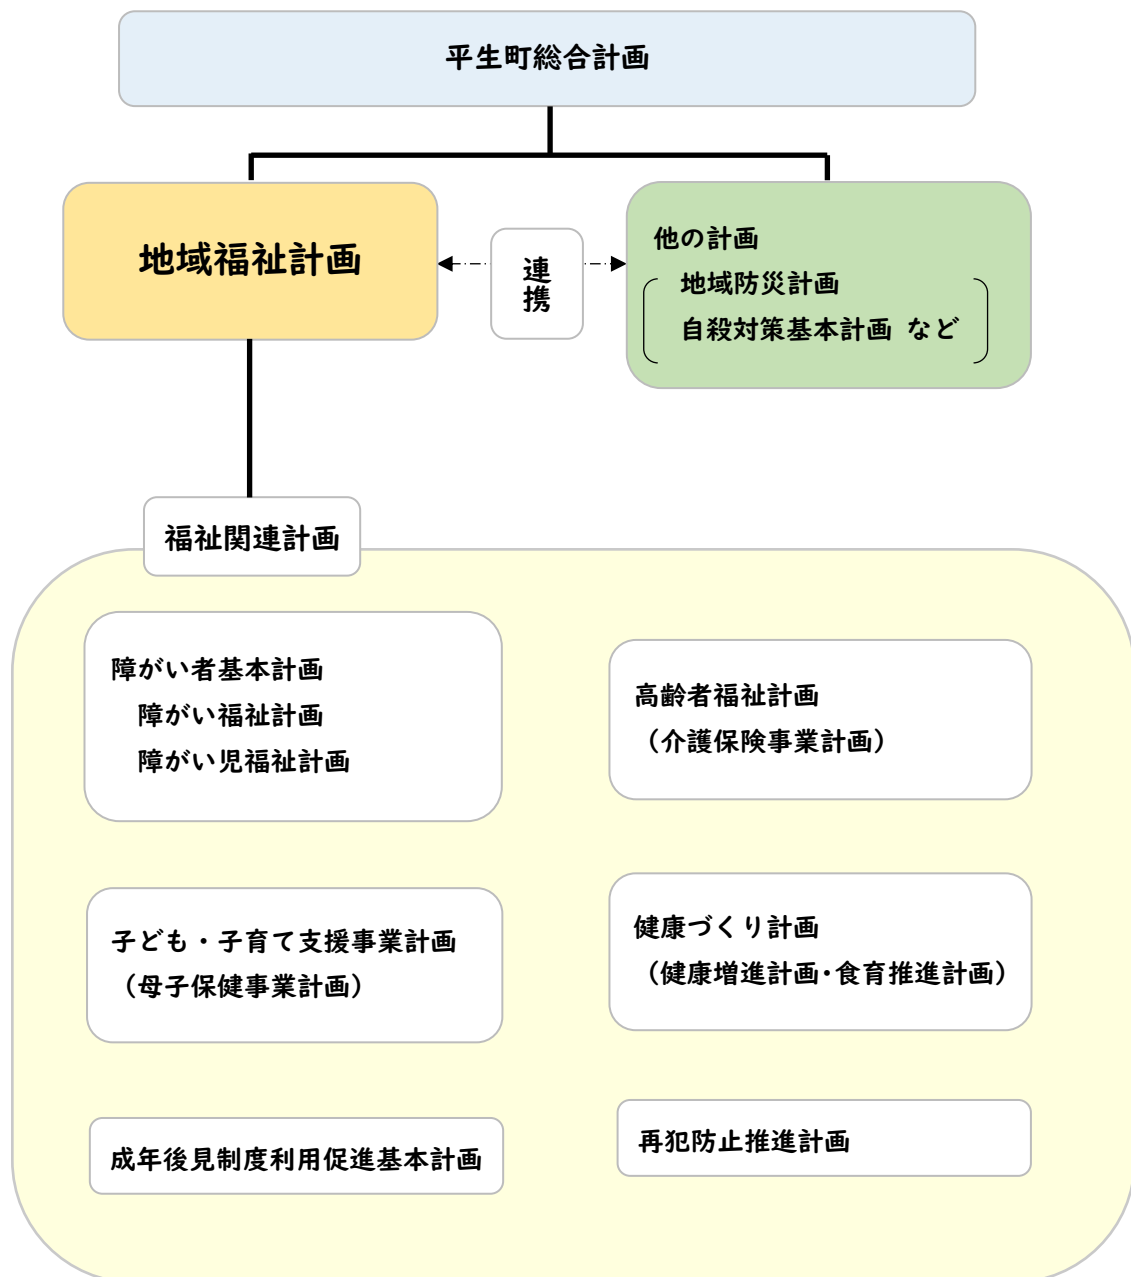 平生町総合計画
地域福祉計画
連携
他の計画
地域防災計画
自殺対策基本計画 など
福祉関連計画
障がい者基本計画
障がい福祉計画
障がい児福祉計画
高齢者福祉計画
（介護保険事業計画）
子ども・子育て支援事業計画
（母子保健事業計画）
健康づくり計画
（健康増進計画・食育推進計画）
成年後見制度利用促進基本計画
再犯防止推進計画